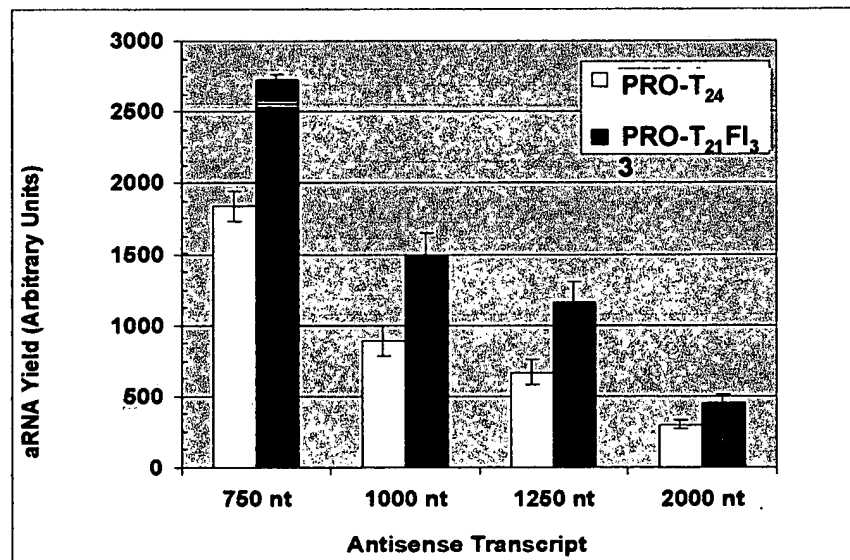 3000
2500
2000
1500
1000
500
0
aRNA Yield (Arbitrary Units)
PRO-T24
PRO-T21FI3
3
750 nt 1000 nt 1250 nt 2000 nt
Antisense Transcript